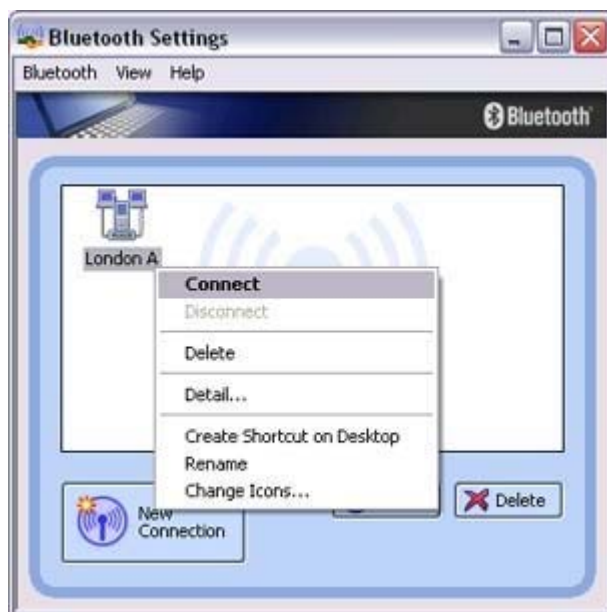 Bluetooth Settings
Bluetooth View Help
Bluetooth
London A
Connect
Disconnect
Delete
Detail...
Create Shortcut on Desktop
Rename
Change Icons...
New
Connection
Delete